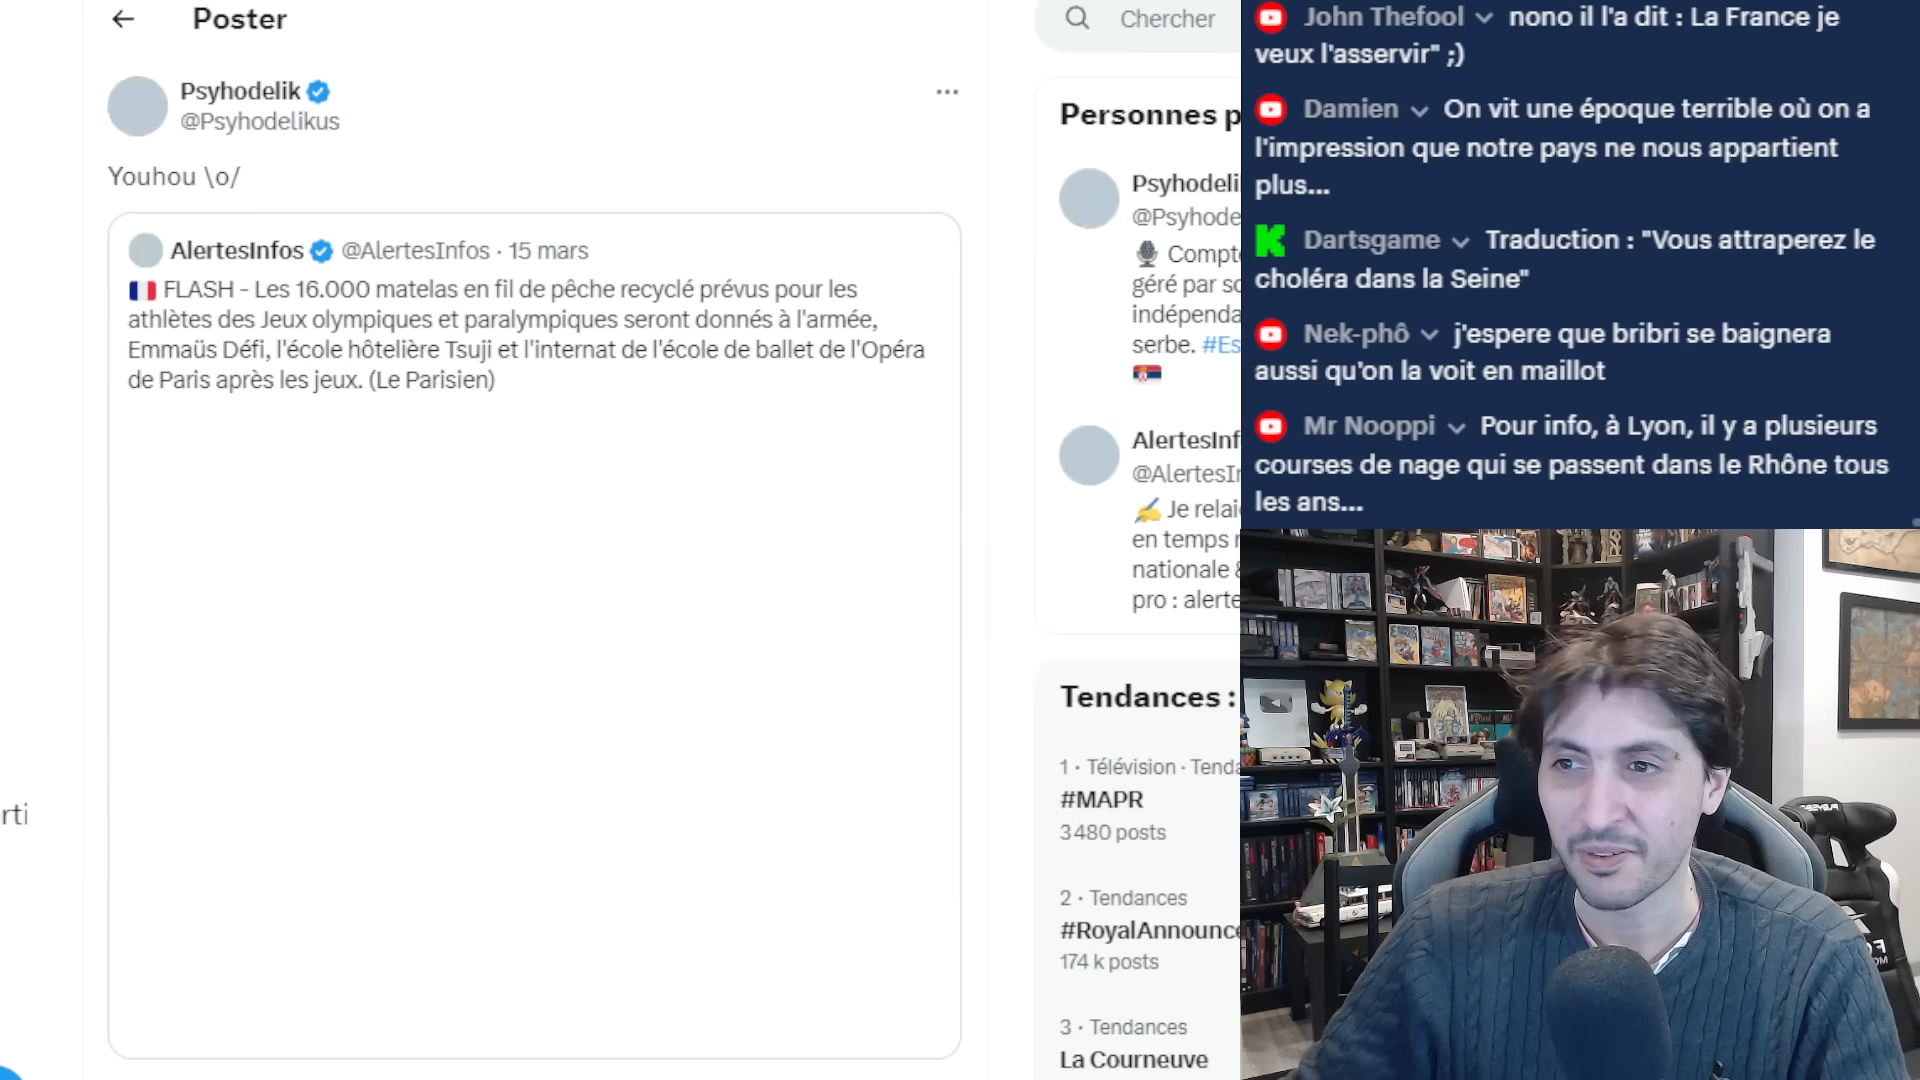 Poster
Psyhodelik
@Psyhodelikus
Youhou \o/
AlertesInfos @AlertesInfos · 15 mars
FLASH - Les 16.000 matelas en fil de pêche recyclé prévus pour les
athlètes des Jeux olympiques et paralympiques seront donnés à l'armée,
Emmaüs Défi, l'école hôtelière Tsuji et l'internat de l'école de ballet de l'Opéra
de Paris après les jeux. (Le Parisien)
rti
Chercher
Personnes p
Psyhodeli
@Psyhode
Compte
géré par so
indépenda
serbe. #Es
AlertesInf
@AlertesIn
Je relaie
en temps r
nationale &
pro : alerte
Tendances :
1 · Télévision · Tenda
#MAPR
3 480 posts
2 · Tendances
#RoyalAnnounce
174 k posts
3 · Tendances
La Courneuve
John Thefool nono il l'a dit : La France je
veux l'asservir" ;)
Damien On vit une époque terrible où on a
l'impression que notre pays ne nous appartient
plus...
Dartsgame Traduction : "Vous attraperez le
choléra dans la Seine"
Nek-phô j'espere que bribri se baignera
aussi qu'on la voit en maillot
Mr Nooppi Pour info, à Lyon, il y a plusieurs
courses de nage qui se passent dans le Rhône tous
les ans...